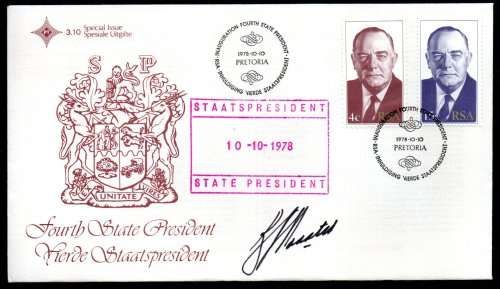 3.10 Special Issue
Spesiale Uitgifte
S P
UNITATE VIRES
Fourth State President
Vierde Staatspresident
STAATSPRESIDENT
10 -10- 1978
STATE PRESIDENT
INAUGURATION FOURTH STATE PRESIDENT
1978-10-10
PRETORIA
RSA • INHULDIGING VIERDE STAATSPRESIDENT
4c
RSA
INAUGURATION FOURTH STATE PRESIDENT
1978-10-10
PRETORIA
RSA • INHULDIGING VIERDE STAATSPRESIDENT